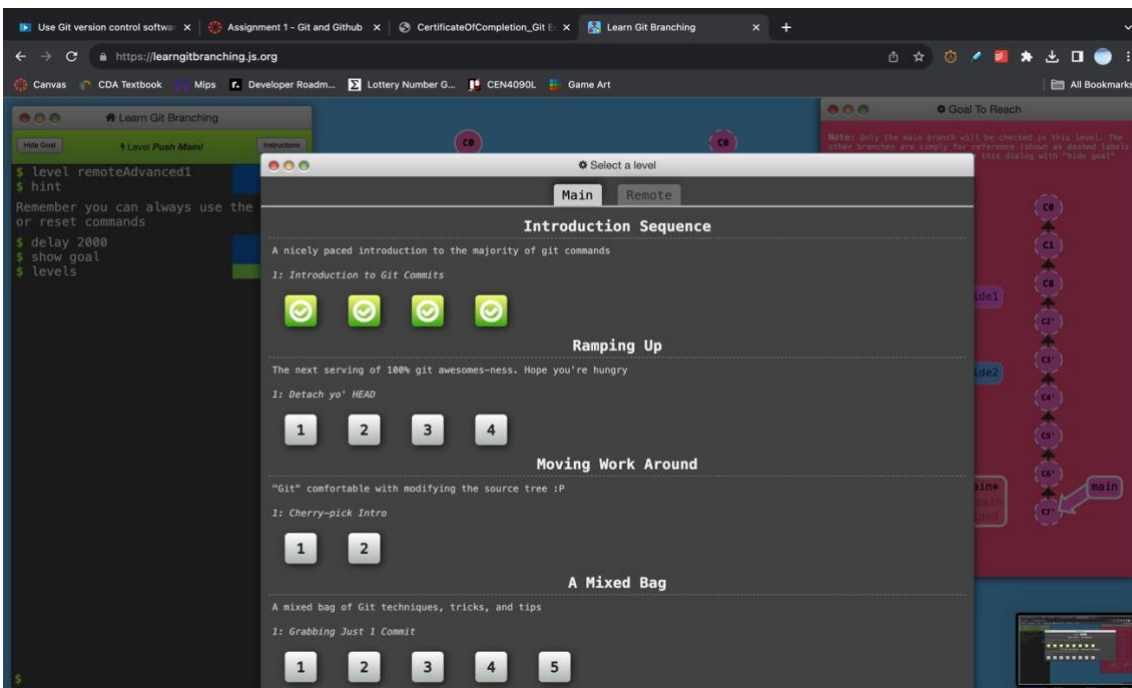 Use Git version control softwar
Assignment 1 - Git and Github
CertificateOfCompletion_Git E
Learn Git Branching
https://learngitbranching.js.org
Canvas
CDA Textbook
Mips
Developer Roadm...
Lottery Number G...
CEN4090L
Game Art
All Bookmarks
Learn Git Branching
Goal To Reach
Hide Goal
Level Push Main!
Instructions
C0
C0
Note: Only the main branch will be checked in this level. The
other branches are simply for reference (shown as dashed labels
this dialog with "hide goal"
$ level remoteAdvanced1
$ hint
Remember you can always use the
or reset commands
$ delay 2000
$ show goal
$ levels
$
Select a level
Main
Remote
Introduction Sequence
A nicely paced introduction to the majority of git commands
1: Introduction to Git Commits
Ramping Up
The next serving of 100% git awesomes-ness. Hope you're hungry
1: Detach yo' HEAD
1 2 3 4
Moving Work Around
"Git" comfortable with modifying the source tree :P
1: Cherry-pick Intro
1 2
A Mixed Bag
A mixed bag of Git techniques, tricks, and tips
1: Grabbing Just 1 Commit
1 2 3 4 5
C0
C1
C8
ide1
C2'
C3'
ide2
C4'
C5'
C6'
ain*
main
ide3
C7'
main